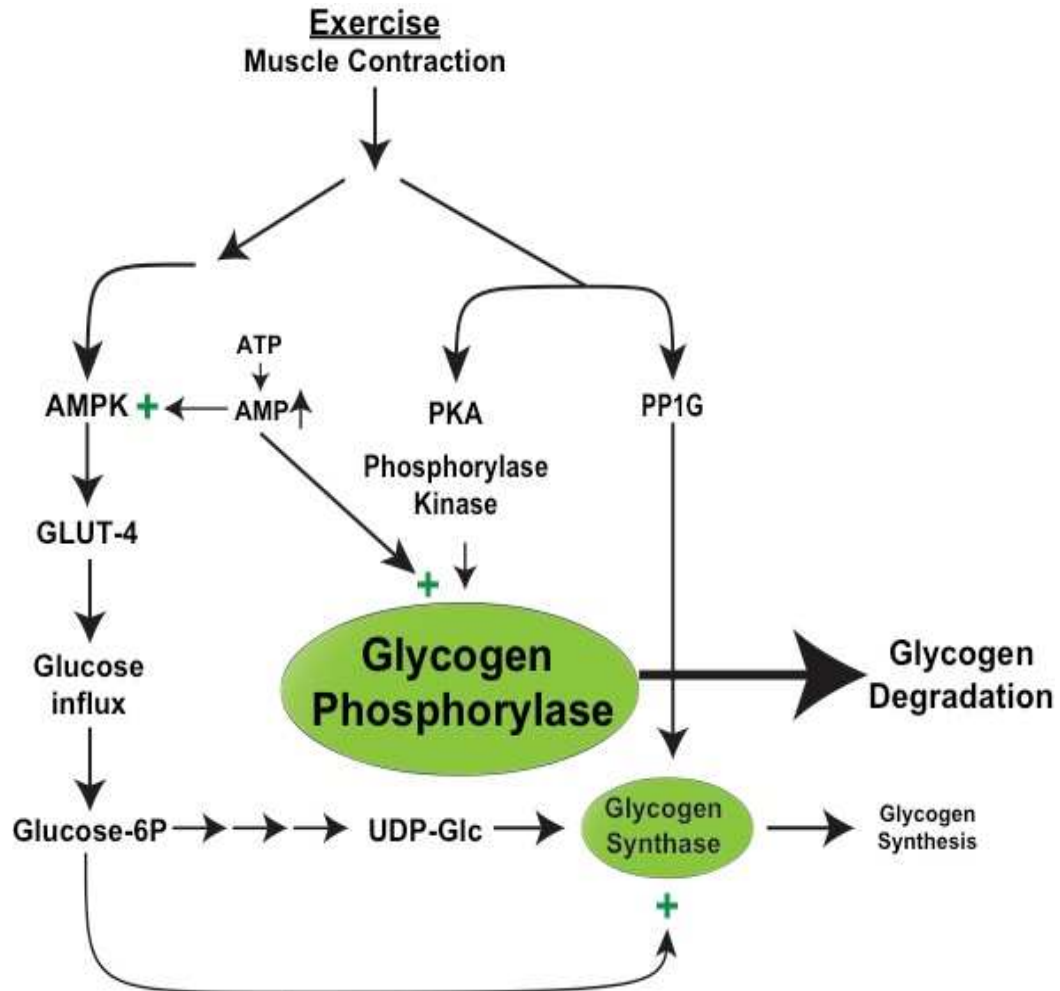 Exercise
Muscle Contraction
ATP
AMPK +
AMP
PKA
PP1G
Phosphorylase
Kinase
GLUT-4
+
Glycogen
Phosphorylase
Glycogen
Degradation
Glucose
influx
Glucose-6P
UDP-Glc
Glycogen
Synthase
Glycogen
Synthesis
+